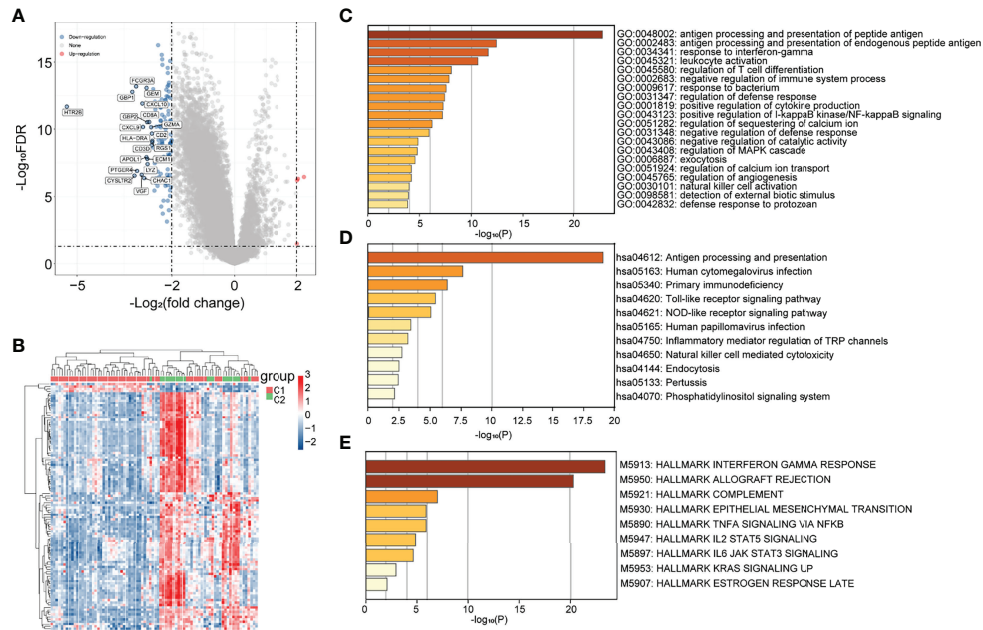 A
Down-regulation
None
Up-regulation
15
10
5
0
-Log₁₀FDR
FCGR3A
GEM
GBP1
CXCL10
HTR2B
GBP2
CD8A
GZMA
CXCL9
CD2
HLA-DRA
RGS1
CD3D
APOL1
ECM1
PTGER4
LYZ
CYSLTR2
CHAC1
VGF
−5
−2
0
2
-Log₂(fold change)
B
group
C1
C2
3
2
1
0
−1
−2
C
GO:0048002: antigen processing and presentation of peptide antigen
GO:0002483: antigen processing and presentation of endogenous peptide antigen
GO:0034341: response to interferon-gamma
GO:0045321: leukocyte activation
GO:0045580: regulation of T cell differentiation
GO:0002683: negative regulation of immune system process
GO:0009617: response to bacterium
GO:0031347: regulation of defense response
GO:0001819: positive regulation of cytokine production
GO:0043123: positive regulation of I-kappaB kinase/NF-kappaB signaling
GO:0051282: regulation of sequestering of calcium ion
GO:0031348: negative regulation of defense response
GO:0043086: negative regulation of catalytic activity
GO:0043408: regulation of MAPK cascade
GO:0006887: exocytosis
GO:0051924: regulation of calcium ion transport
GO:0045765: regulation of angiogenesis
GO:0030101: natural killer cell activation
GO:0098581: detection of external biotic stimulus
GO:0042832: defense response to protozoan
0 5 10 15 20
-log₁₀(P)
D
hsa04612: Antigen processing and presentation
hsa05163: Human cytomegalovirus infection
hsa05340: Primary immunodeficiency
hsa04620: Toll-like receptor signaling pathway
hsa04621: NOD-like receptor signaling pathway
hsa05165: Human papillomavirus infection
hsa04750: Inflammatory mediator regulation of TRP channels
hsa04650: Natural killer cell mediated cytotoxicity
hsa04144: Endocytosis
hsa05133: Pertussis
hsa04070: Phosphatidylinositol signaling system
0 2.5 5 7.5 10 12.5 15 17.5 20
-log₁₀(P)
E
M5913: HALLMARK INTERFERON GAMMA RESPONSE
M5950: HALLMARK ALLOGRAFT REJECTION
M5921: HALLMARK COMPLEMENT
M5930: HALLMARK EPITHELIAL MESENCHYMAL TRANSITION
M5890: HALLMARK TNFA SIGNALING VIA NFKB
M5947: HALLMARK IL2 STAT5 SIGNALING
M5897: HALLMARK IL6 JAK STAT3 SIGNALING
M5953: HALLMARK KRAS SIGNALING UP
M5907: HALLMARK ESTROGEN RESPONSE LATE
0 5 10 15 20
-log₁₀(P)